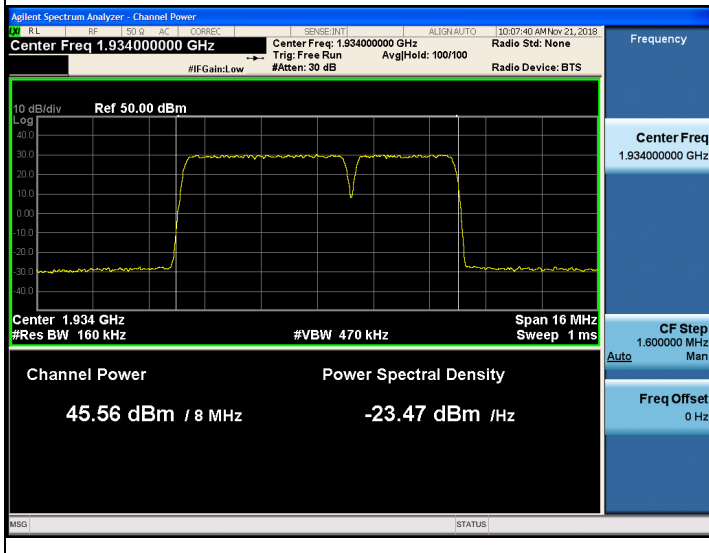 Agilent Spectrum Analyzer - Channel Power
RL RF 50 Ω AC CORREC SENSE:INT ALIGN AUTO 10:07:40 AM Nov 21, 2018
Center Freq 1.934000000 GHz
Center Freq: 1.934000000 GHz
Radio Std: None
Trig: Free Run Avg|Hold: 100/100
#IFGain:Low
#Atten: 30 dB
Radio Device: BTS
10 dB/div Ref 50.00 dBm
Log
40.0
30.0
20.0
10.0
0.00
-10.0
-20.0
-30.0
-40.0
Center 1.934 GHz Span 16 MHz
#Res BW 160 kHz #VBW 470 kHz Sweep 1 ms
Channel Power
Power Spectral Density
45.56 dBm / 8 MHz
-23.47 dBm /Hz
MSG
STATUS
Frequency
Center Freq
1.934000000 GHz
CF Step
1.600000 MHz
Auto Man
Freq Offset
0 Hz